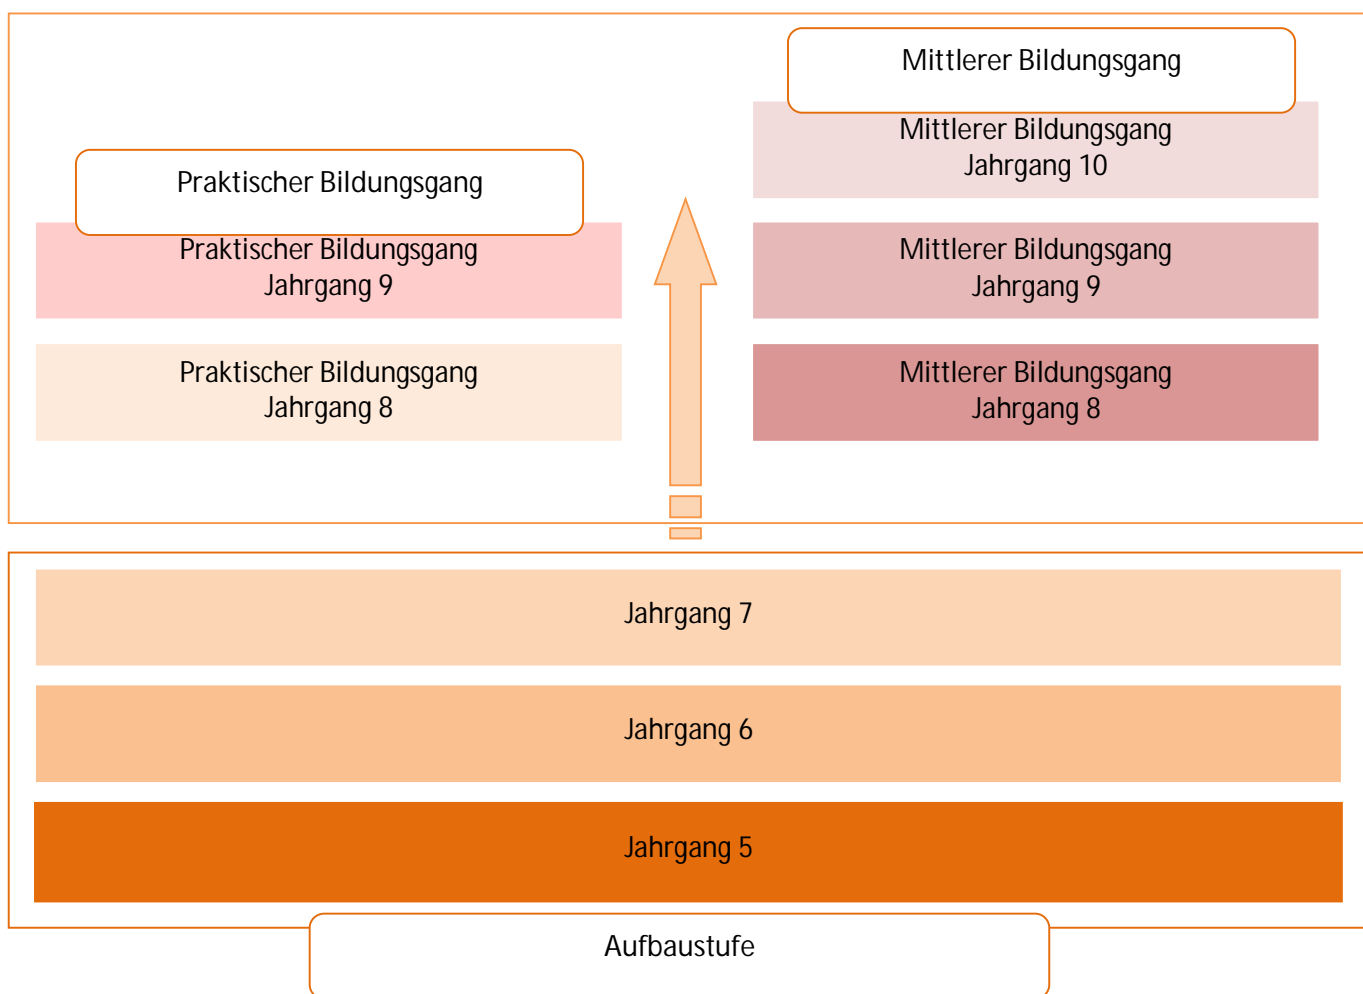 Mittlerer Bildungsgang
Mittlerer Bildungsgang
Jahrgang 10
Praktischer Bildungsgang
Praktischer Bildungsgang
Jahrgang 9
Mittlerer Bildungsgang
Jahrgang 9
Praktischer Bildungsgang
Jahrgang 8
Mittlerer Bildungsgang
Jahrgang 8
Jahrgang 7
Jahrgang 6
Jahrgang 5
Aufbaustufe